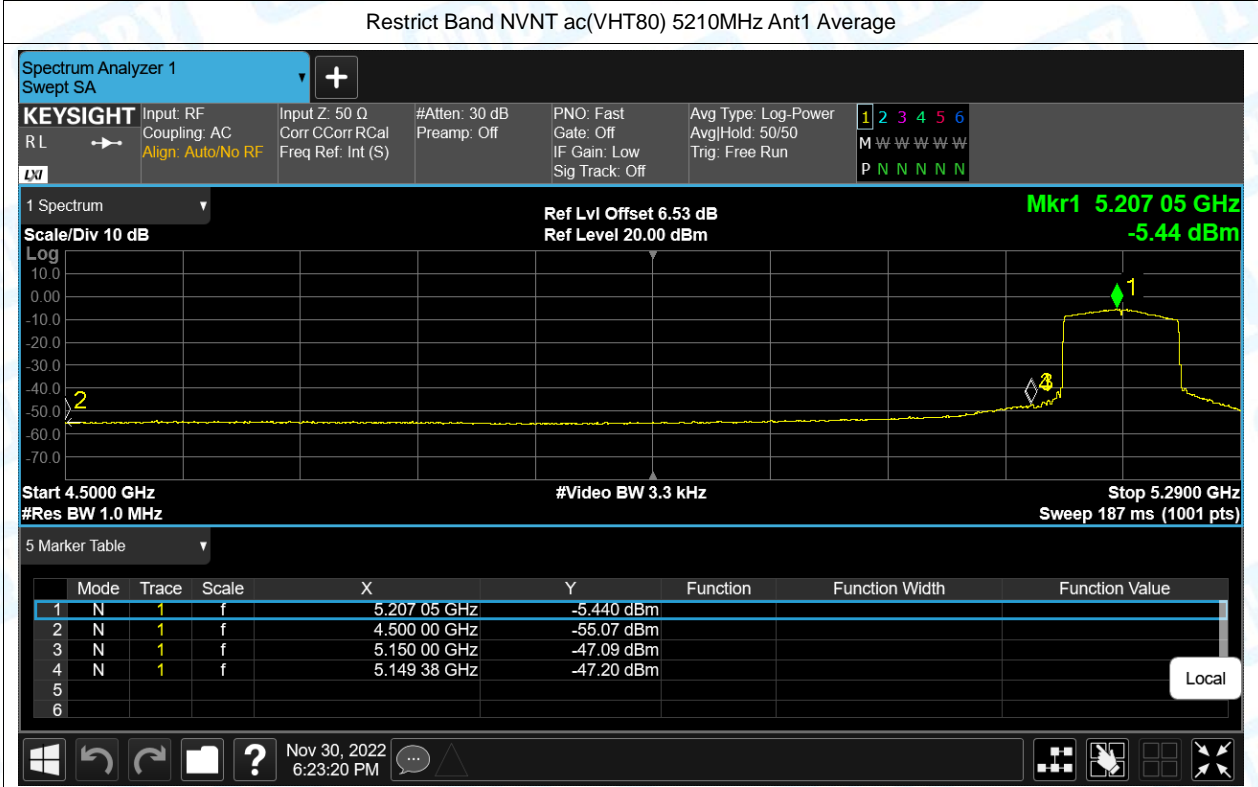 Restrict Band NVNT ac(VHT80) 5210MHz Ant1 Average
Spectrum Analyzer 1
Swept SA
+
KEYSIGHT Input: RF Input Z: 50 Ω #Atten: 30 dB PNO: Fast Avg Type: Log-Power 1 2 3 4 5 6
RL Coupling: AC Corr CCorr RCal Preamp: Off Gate: Off Avg|Hold: 50/50 M W W W W W
Align: Auto/No RF Freq Ref: Int (S) IF Gain: Low Trig: Free Run P N N N N N
LXI Sig Track: Off
1 Spectrum Ref Lvl Offset 6.53 dB Mkr1 5.207 05 GHz
Scale/Div 10 dB Ref Level 20.00 dBm -5.44 dBm
Log
10.0
0.00 1
-10.0
-20.0
-30.0
-40.0 2
-50.0
-60.0
-70.0
Start 4.5000 GHz #Video BW 3.3 kHz Stop 5.2900 GHz
#Res BW 1.0 MHz Sweep 187 ms (1001 pts)
5 Marker Table
Mode Trace Scale X Y Function Function Width Function Value
1 N 1 f 5.207 05 GHz -5.440 dBm
2 N 1 f 4.500 00 GHz -55.07 dBm
3 N 1 f 5.150 00 GHz -47.09 dBm
4 N 1 f 5.149 38 GHz -47.20 dBm
5
6
Local
? Nov 30, 2022
6:23:20 PM